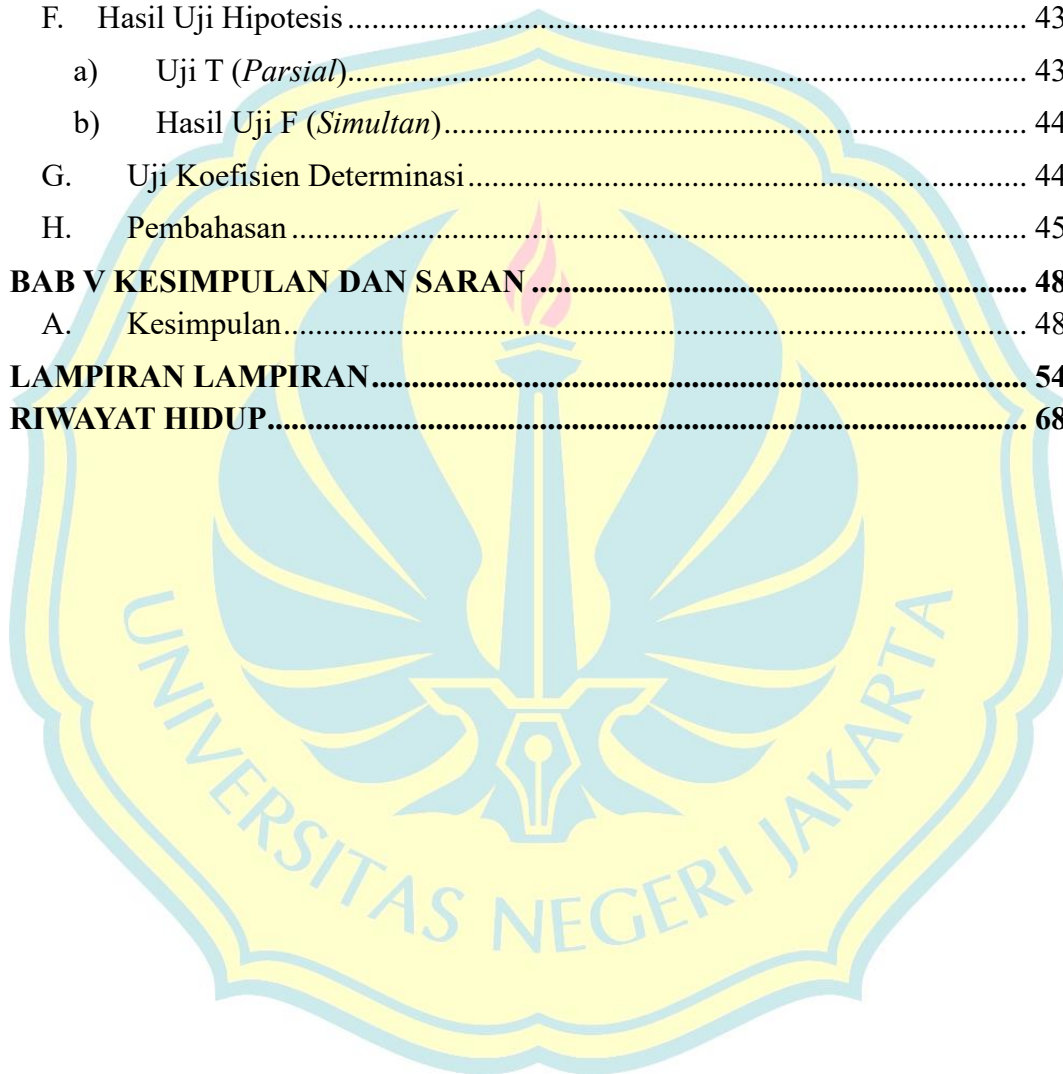 F. Hasil Uji Hipotesis........................................................................................ 43
a) Uji T (Parsial)........................................................................................ 43
b) Hasil Uji F (Simultan)........................................................................................ 44
G. Uji Koefisien Determinasi........................................................................................ 44
H. Pembahasan........................................................................................ 45
BAB V KESIMPULAN DAN SARAN........................................................................................ 48
A. Kesimpulan........................................................................................ 48
LAMPIRAN LAMPIRAN........................................................................................ 54
RIWAYAT HIDUP........................................................................................ 68
UNIVERSITAS NEGERI JAKARTA